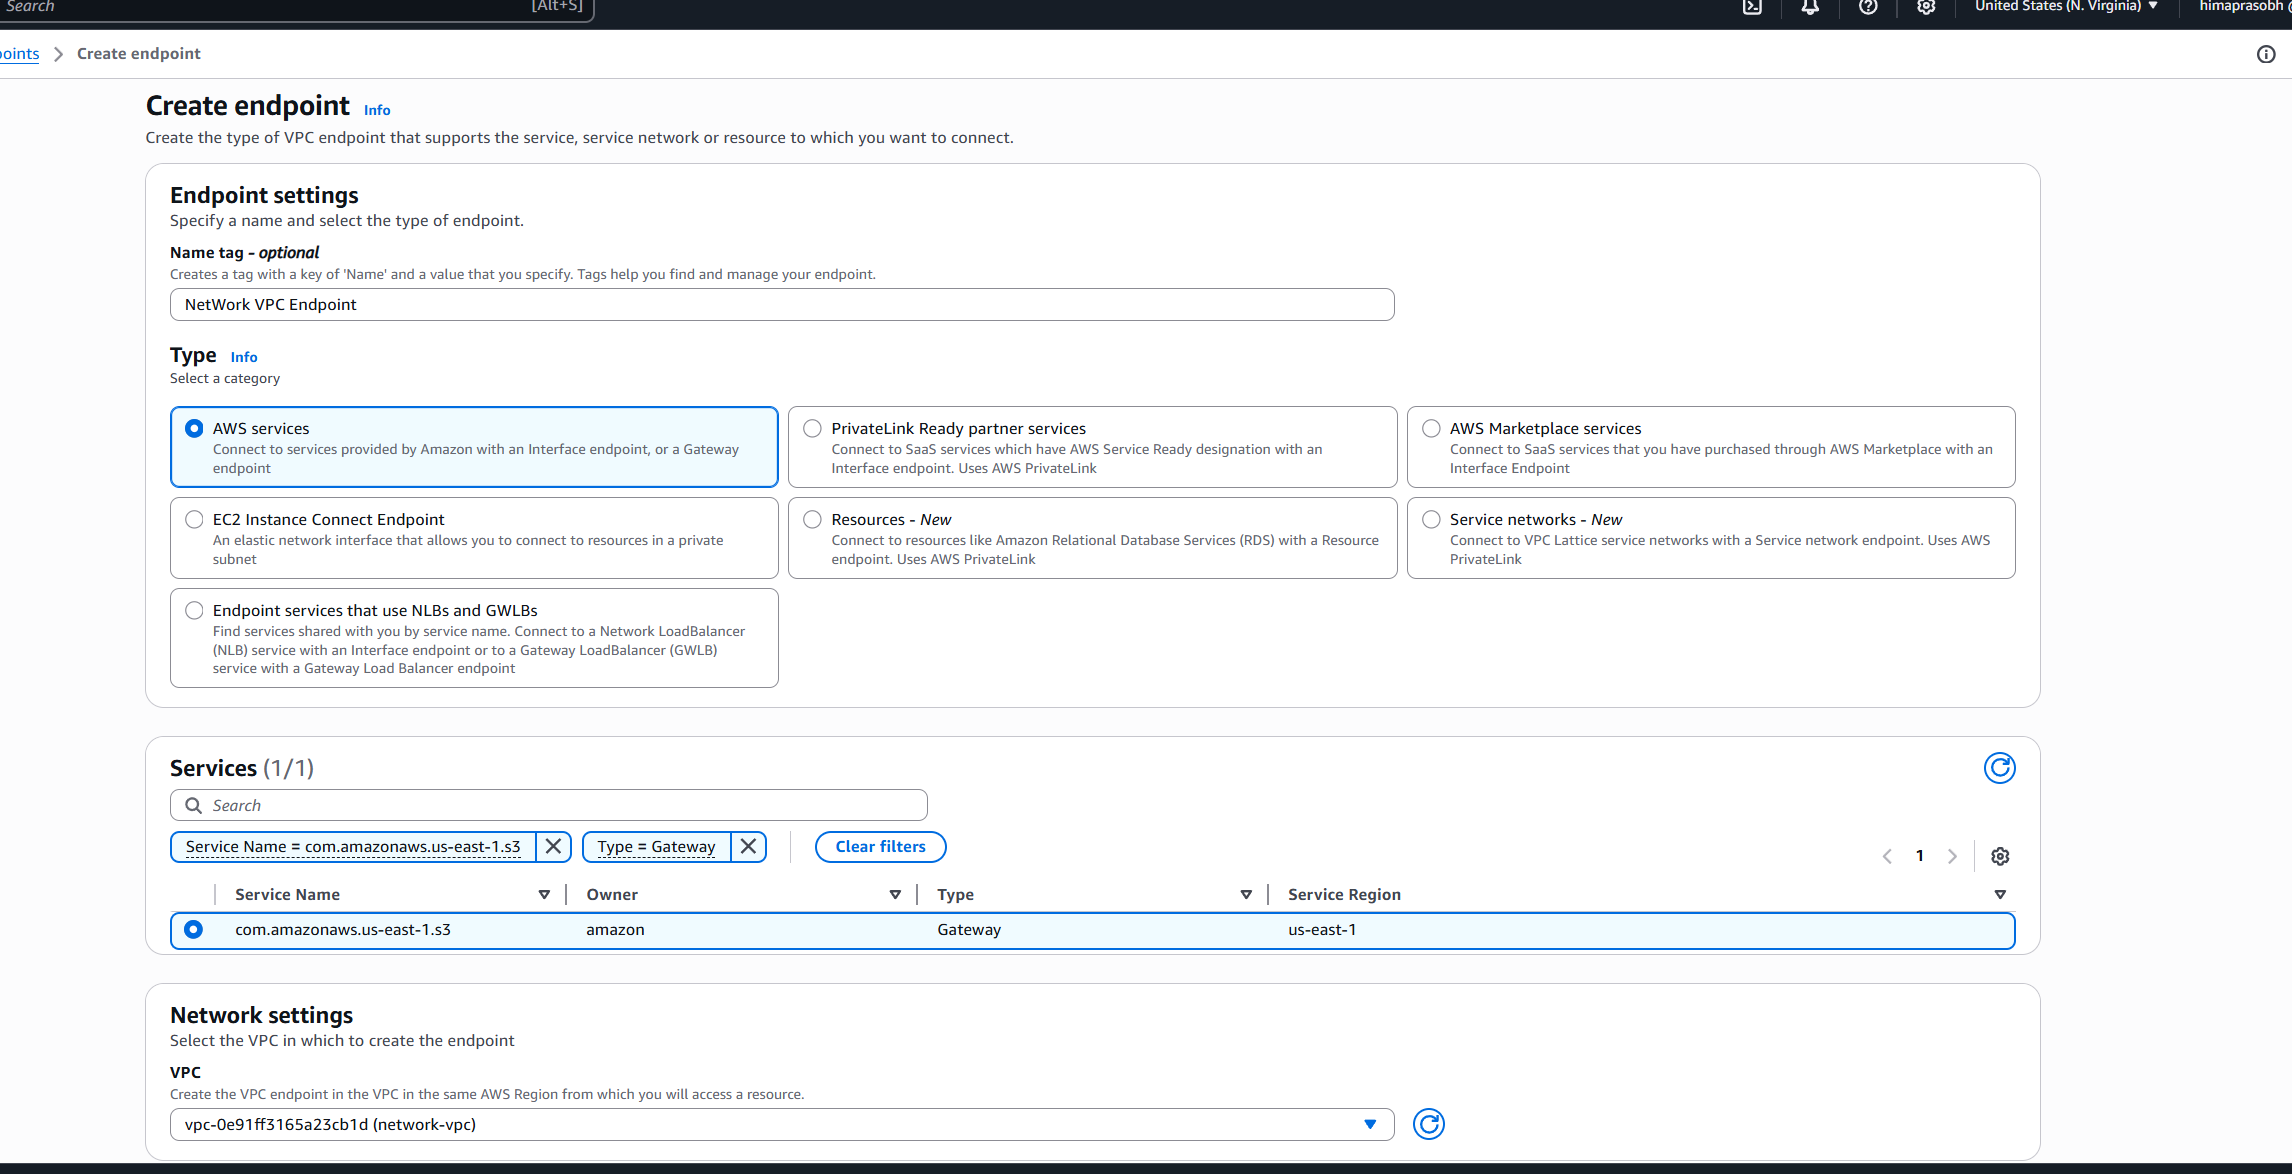 Search [Alt+S] United States (N. Virginia) himaprasobh
points Create endpoint
Create endpoint Info
Create the type of VPC endpoint that supports the service, service network or resource to which you want to connect.
Endpoint settings
Specify a name and select the type of endpoint.
Name tag - optional
Creates a tag with a key of 'Name' and a value that you specify. Tags help you find and manage your endpoint.
NetWork VPC Endpoint
Type Info
Select a category
AWS services
Connect to services provided by Amazon with an Interface endpoint, or a Gateway
endpoint
PrivateLink Ready partner services
Connect to SaaS services which have AWS Service Ready designation with an
Interface endpoint. Uses AWS PrivateLink
AWS Marketplace services
Connect to SaaS services that you have purchased through AWS Marketplace with an
Interface Endpoint
EC2 Instance Connect Endpoint
An elastic network interface that allows you to connect to resources in a private
subnet
Resources - New
Connect to resources like Amazon Relational Database Services (RDS) with a Resource
endpoint. Uses AWS PrivateLink
Service networks - New
Connect to VPC Lattice service networks with a Service network endpoint. Uses AWS
PrivateLink
Endpoint services that use NLBs and GWLBs
Find services shared with you by service name. Connect to a Network LoadBalancer
(NLB) service with an Interface endpoint or to a Gateway LoadBalancer (GWLB)
service with a Gateway Load Balancer endpoint
Services (1/1)
Search
Service Name = com.amazonaws.us-east-1.s3 Type = Gateway Clear filters
1
Service Name Owner Type Service Region
com.amazonaws.us-east-1.s3 amazon Gateway us-east-1
Network settings
Select the VPC in which to create the endpoint
VPC
Create the VPC endpoint in the VPC in the same AWS Region from which you will access a resource.
vpc-0e91ff3165a23cb1d (network-vpc)